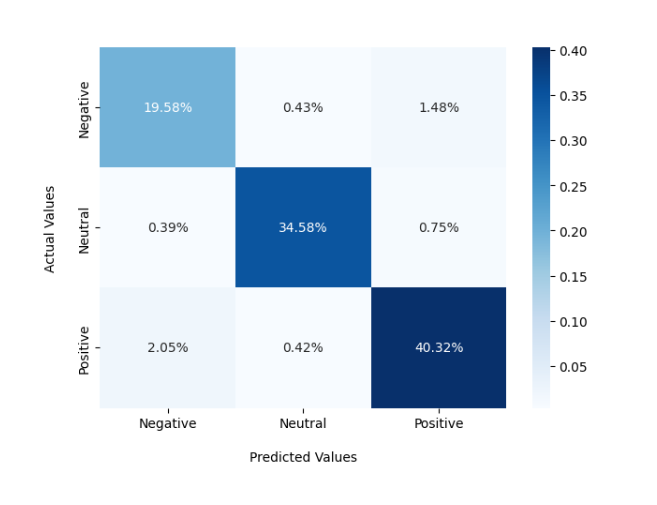 Actual Values
Negative
Neutral
Positive
19.58% 0.43% 1.48%
0.39% 34.58% 0.75%
2.05% 0.42% 40.32%
Negative Neutral Positive
Predicted Values
0.40
0.35
0.30
0.25
0.20
0.15
0.10
0.05